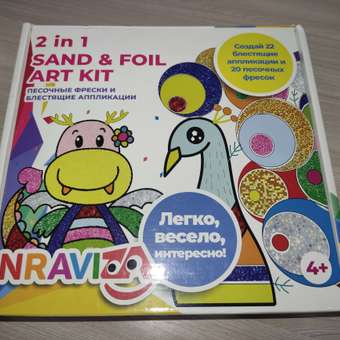 2 in 1
SAND & FOIL
ART KIT
ПЕСОЧНЫЕ ФРЕСКИ И
БЛЕСТЯЩИЕ АППЛИКАЦИИ
Создай 22
блестящие
аппликации и
20 песочных
фресок
Легко,
весело,
интересно!
NRAVIZA
4+